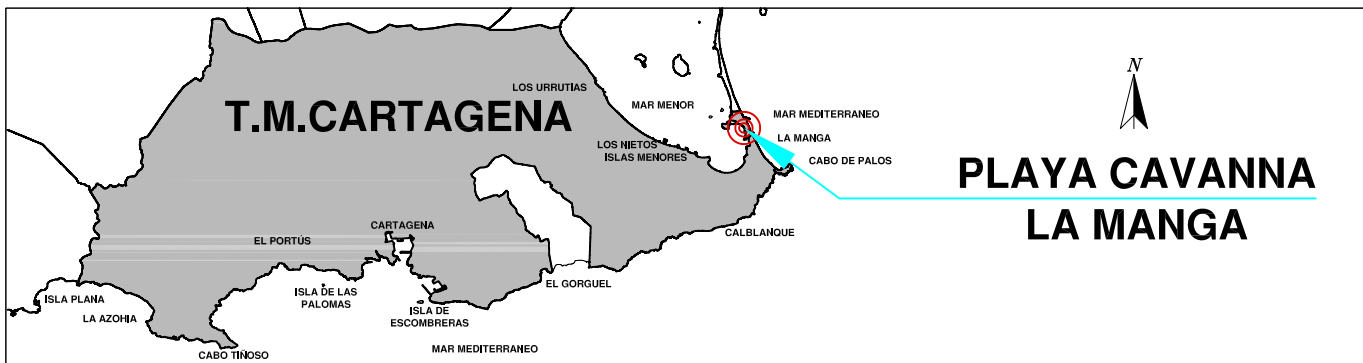 LOS URRUTÍAS
MAR MENOR
T.M.CARTAGENA
MAR MEDITERRANEO
LA MANGA
LOS NIETOS
ISLAS MENORES
CABO DE PALOS
N
PLAYA CAVANNA
LA MANGA
CARTAGENA
CALBLANQUE
EL PORTÚS
EL GORGUEL
ISLA PLANA
ISLA DE LAS
PALOMAS
LA AZOHIA
ISLA DE
ESCOMBRERAS
CABO TIÑOSO
MAR MEDITERRANEO